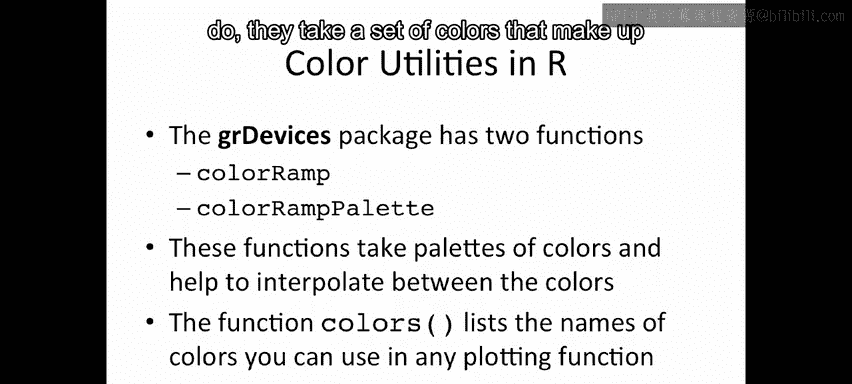 do, they take a set of colors that make up
Color Utilities in R
• The grDevices package has two functions
– colorRamp
– colorRampPalette
• These functions take palettes of colors and
help to interpolate between the colors
• The function colors() lists the names of
colors you can use in any plotting function